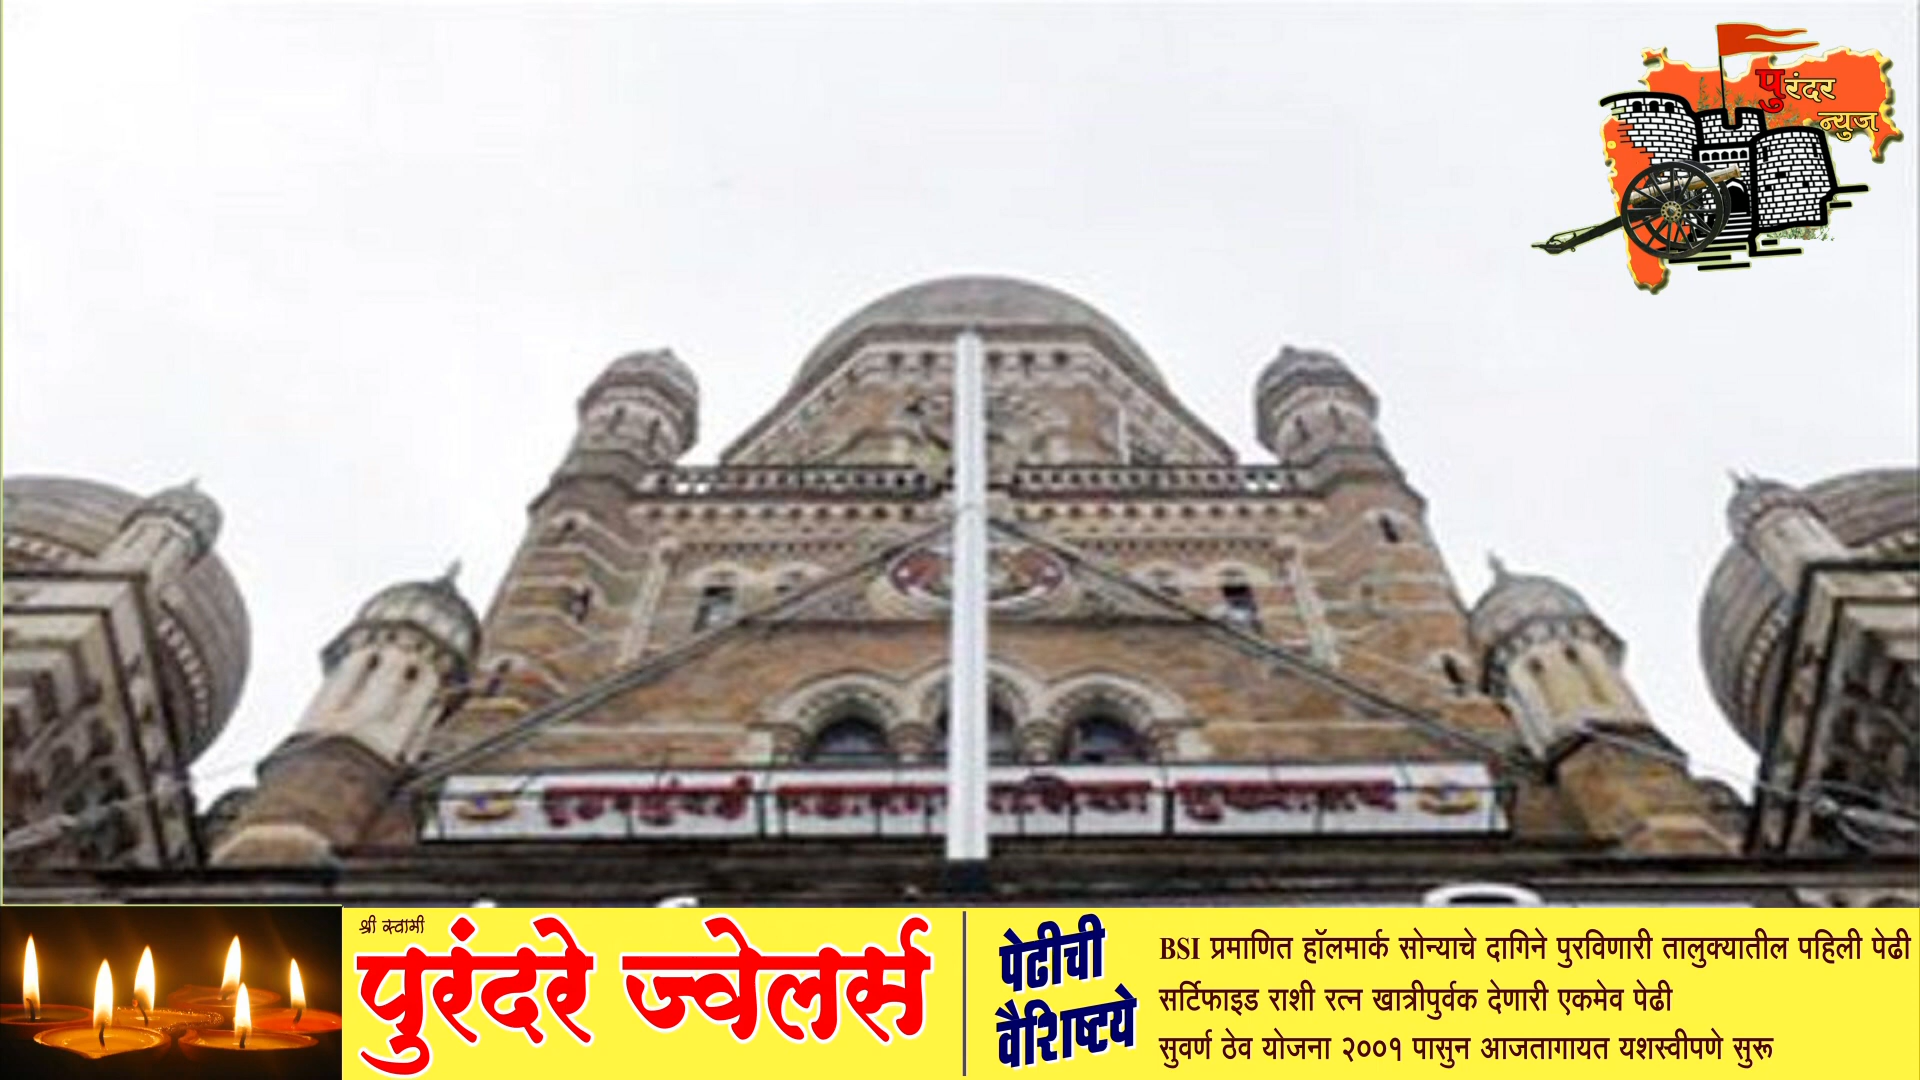 पुरंदर
न्युज
श्री स्वामी
पुरंदरे ज्वेलर्स
पेढीची
वैशिष्टये
BSI प्रमाणित हॉलमार्क सोन्याचे दागिने पुरविणारी तालुक्यातील पहिली पेढी
सर्टिफाइड राशी रत्न खात्रीपुर्वक देणारी एकमेव पेढी
सुवर्ण ठेव योजना २००१ पासुन आजतागायत यशस्वीपणे सुरू